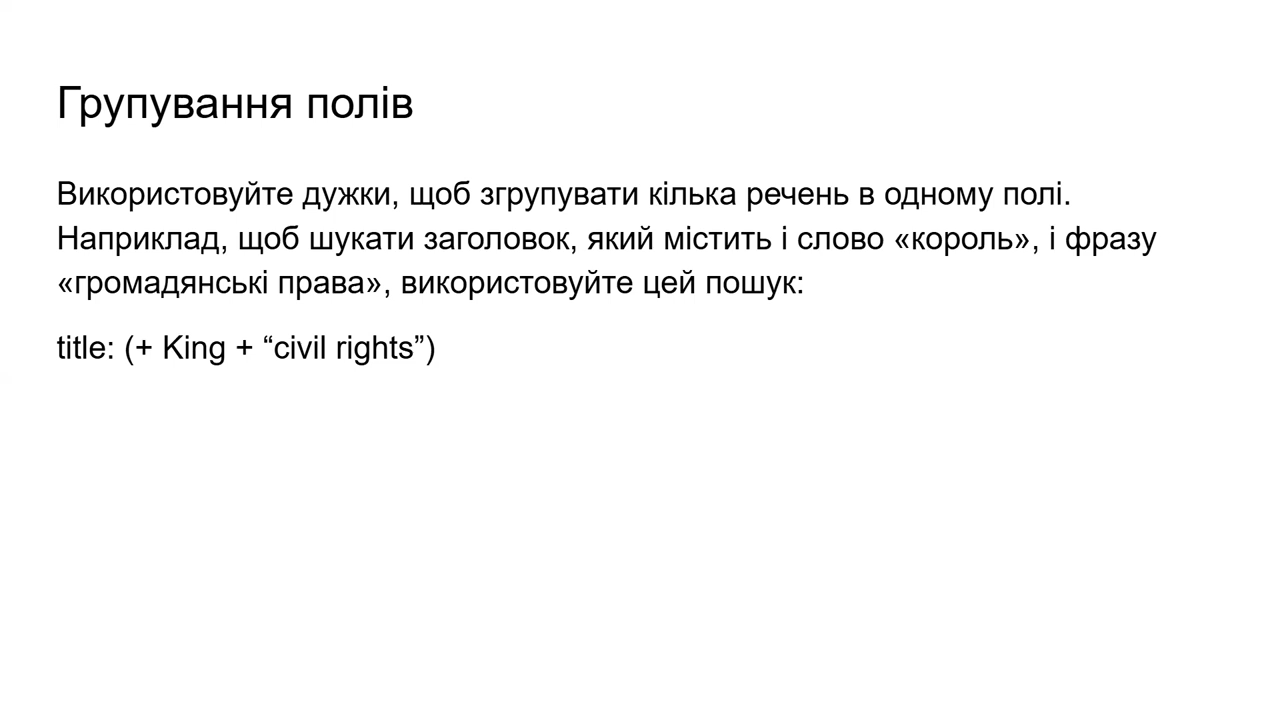 Групування полів
Використовуйте дужки, щоб згрупувати кілька речень в одному полі.
Наприклад, щоб шукати заголовок, який містить і слово «король», і фразу
«громадянські права», використовуйте цей пошук:
title: (+ King + “civil rights”)